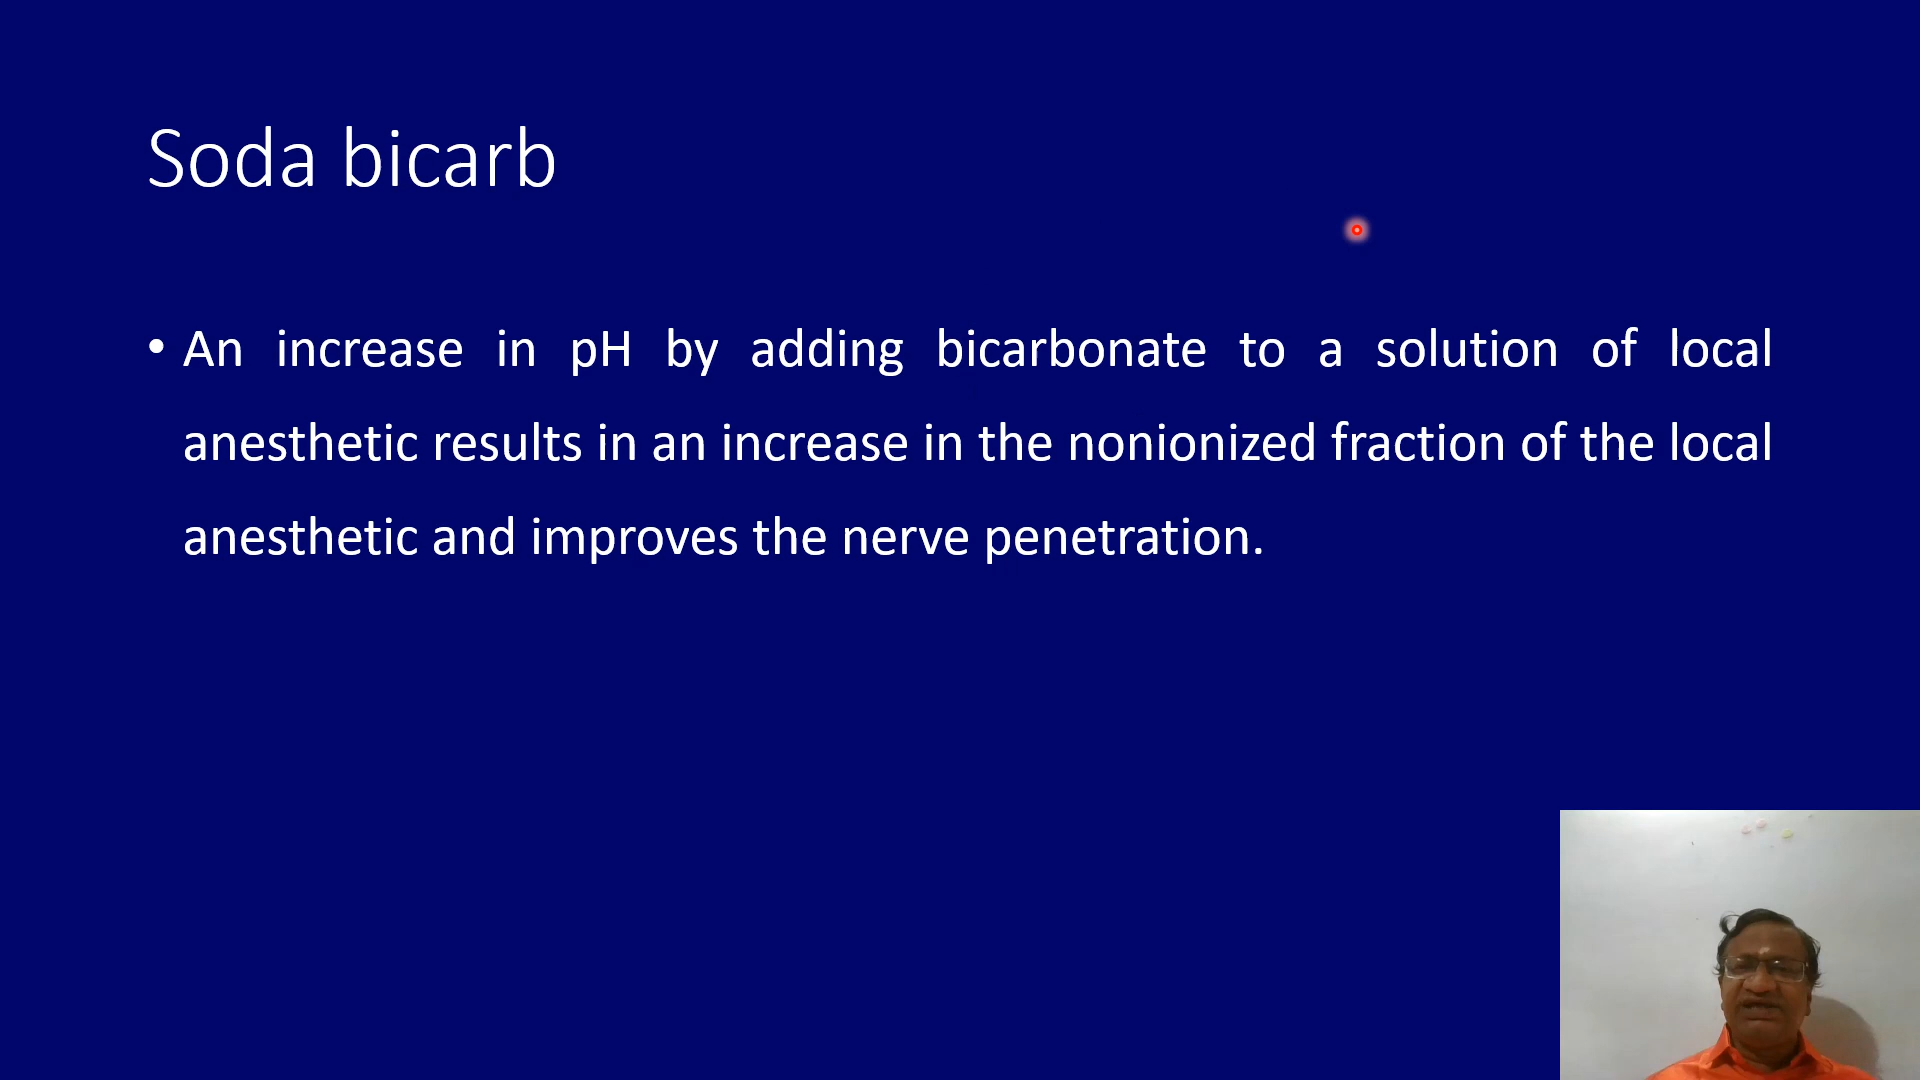 Soda bicarb
• An increase in pH by adding bicarbonate to a solution of local
anesthetic results in an increase in the nonionized fraction of the local
anesthetic and improves the nerve penetration.